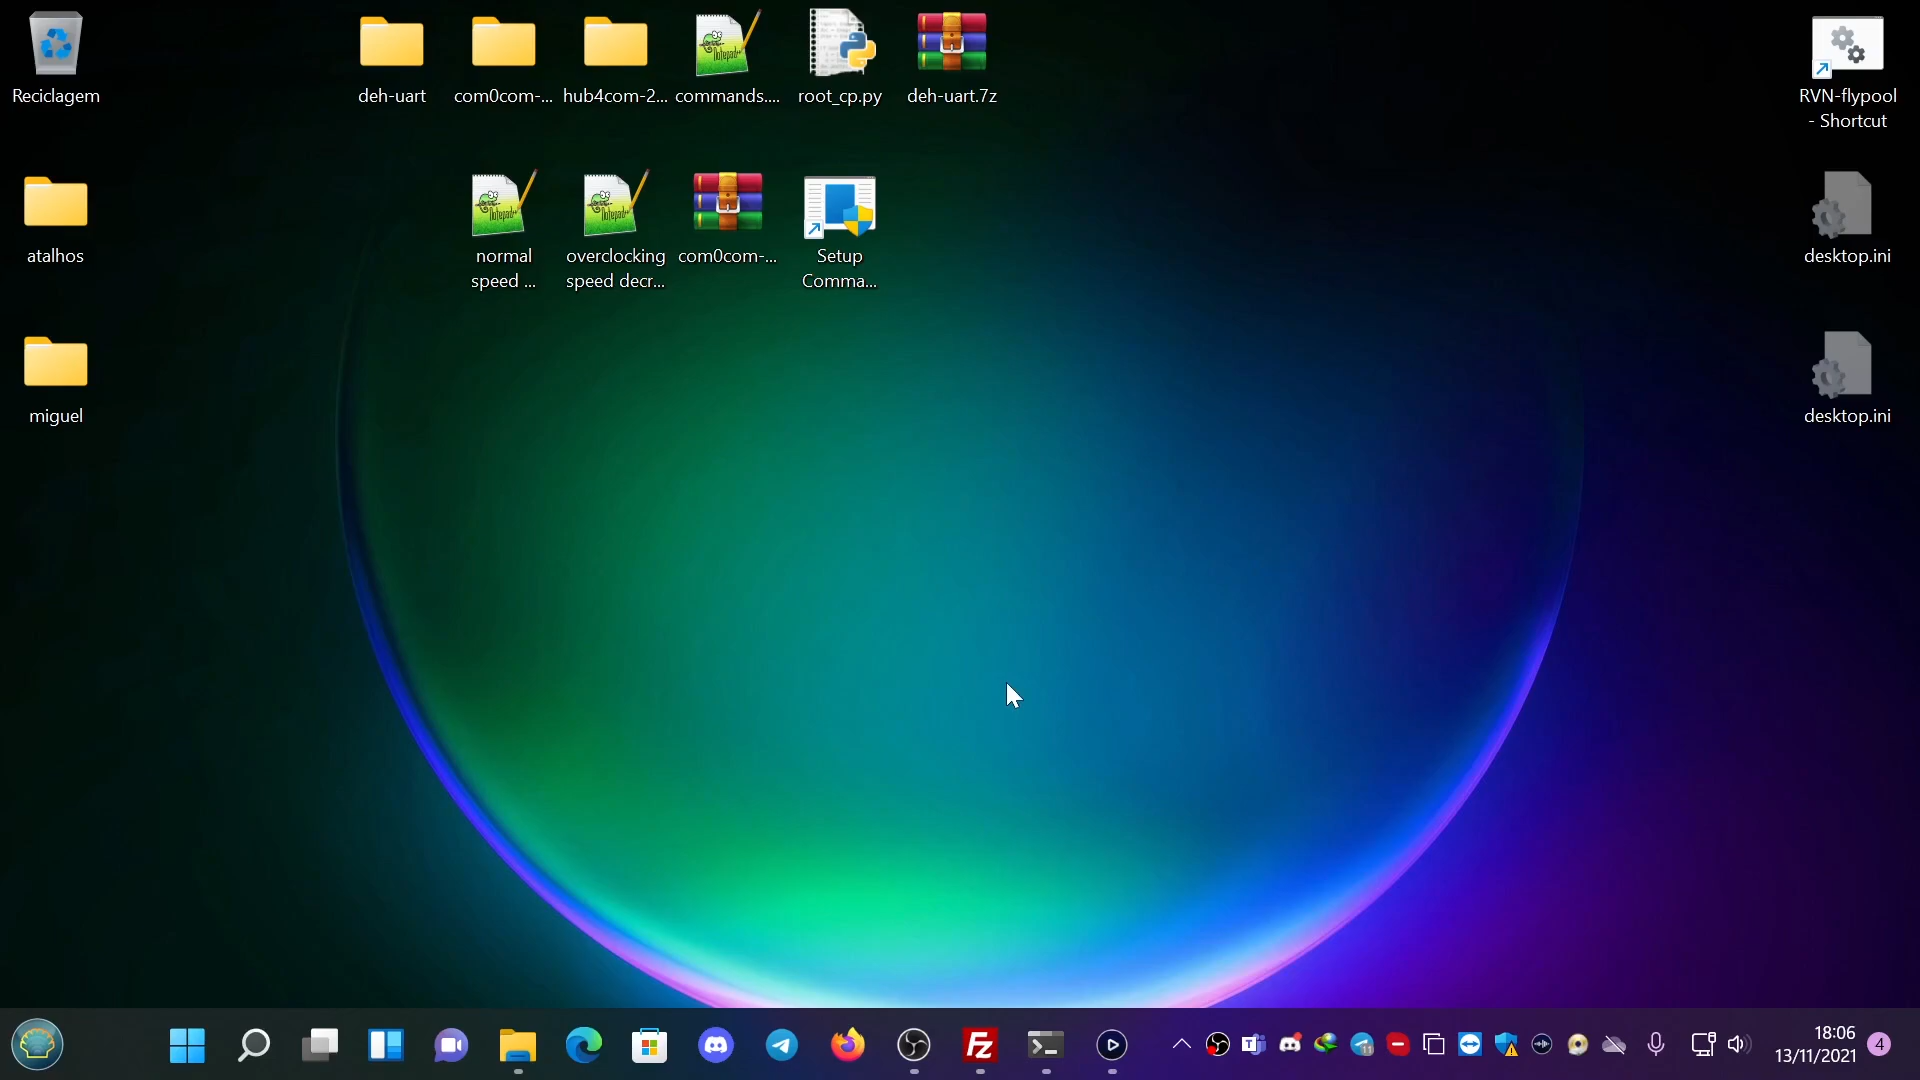 Reciclagem
deh-uart
com0com-...
hub4com-2...
commands....
root_cp.py
deh-uart.7z
RVN-flypool
- Shortcut
atalhos
normal
speed ...
overclocking
speed decr...
com0com-...
Setup
Comma...
desktop.ini
miguel
desktop.ini
18:06
13/11/2021
4